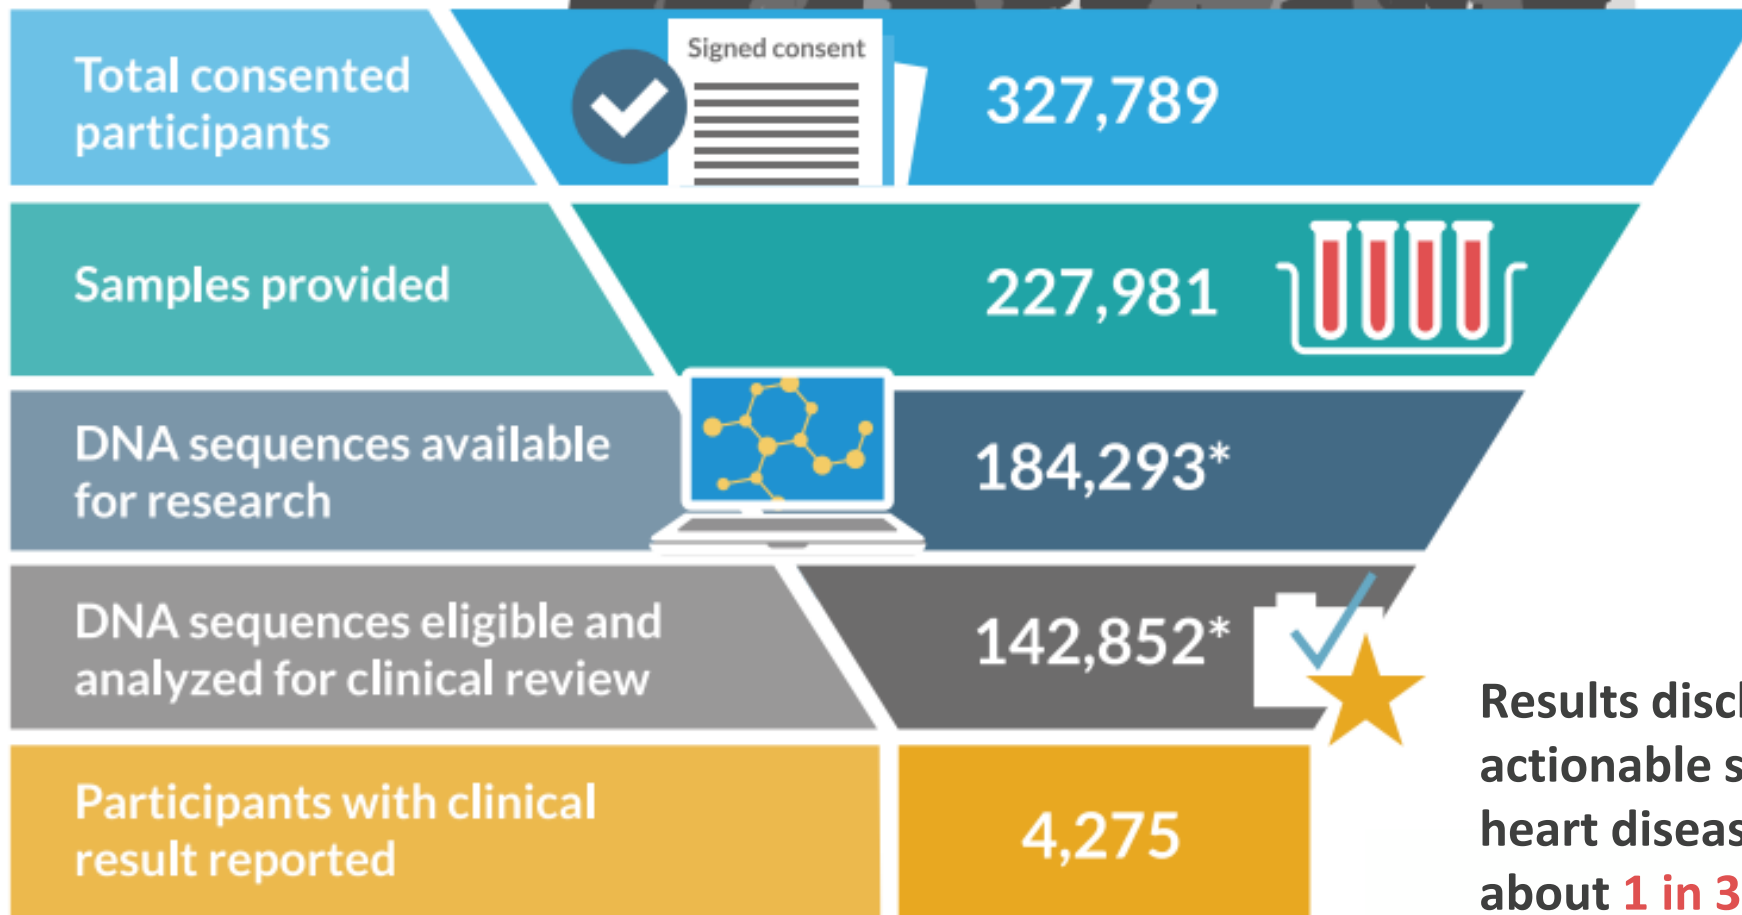 Total consented
participants
Signed consent
327,789
Samples provided
227,981
DNA sequences available
for research
184,293*
DNA sequences eligible and
analyzed for clinical review
142,852*
Participants with clinical
result reported
4,275
Results
actionable
heart
about 1 in